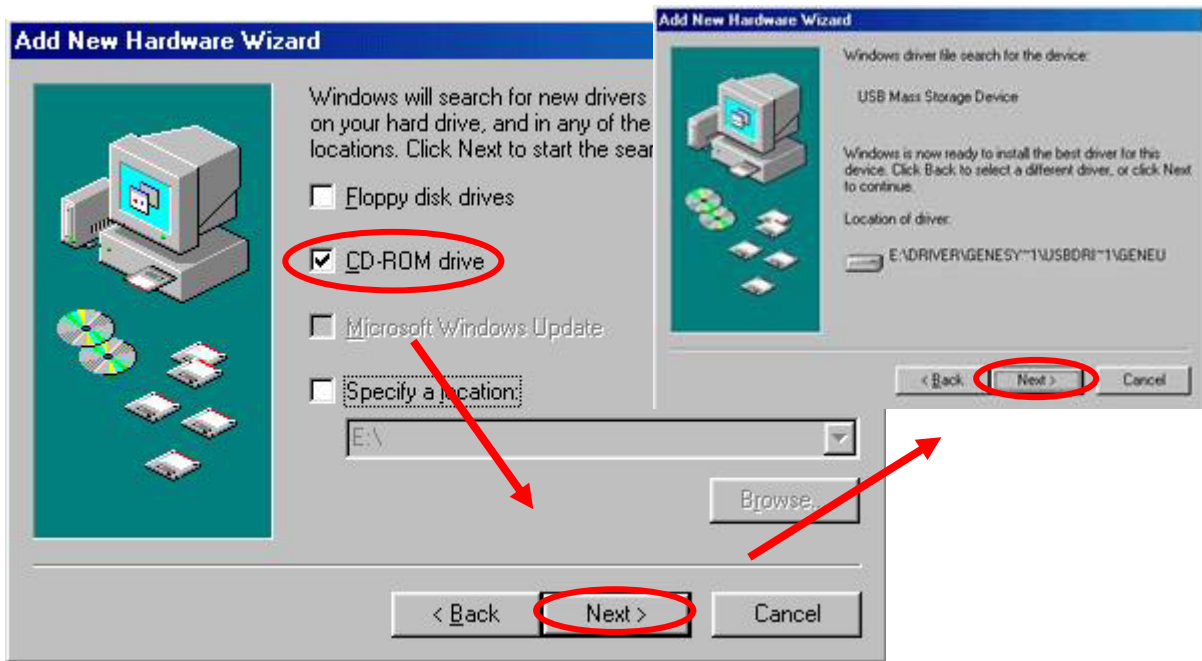 Add New Hardware Wizard
Windows will search for new drivers
on your hard drive, and in any of the
locations. Click Next to start the sear
Floppy disk drives
CD-ROM drive
Microsoft Windows Update
Specify a location:
E:\
Browse...
< Back
Next >
Cancel
Add New Hardware Wizard
Windows driver file search for the device:
USB Mass Storage Device
Windows is now ready to install the best driver for this
device. Click Back to select a different driver, or click Next
to continue.
Location of driver:
E:\DRIVER\GENESY~1\USBDRI~1\GENEU
< Back
Next >
Cancel